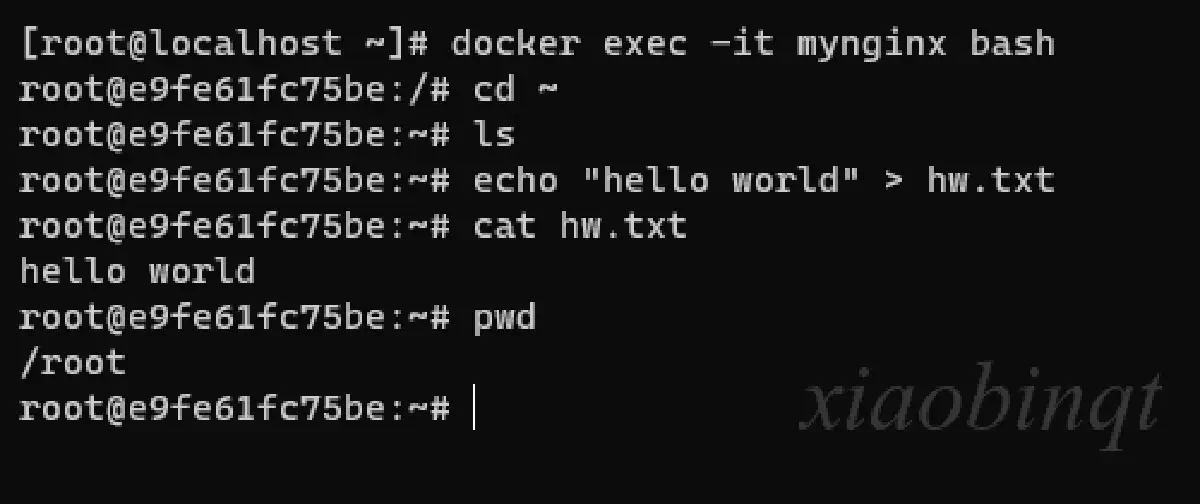 [root@localhost ~]# docker exec -it mynginx bash
root@e9fe61fc75be:/# cd ~
root@e9fe61fc75be:~# ls
root@e9fe61fc75be:~# echo "hello world" > hw.txt
root@e9fe61fc75be:~# cat hw.txt
hello world
root@e9fe61fc75be:~# pwd
/root
root@e9fe61fc75be:~#
xiaobinqt